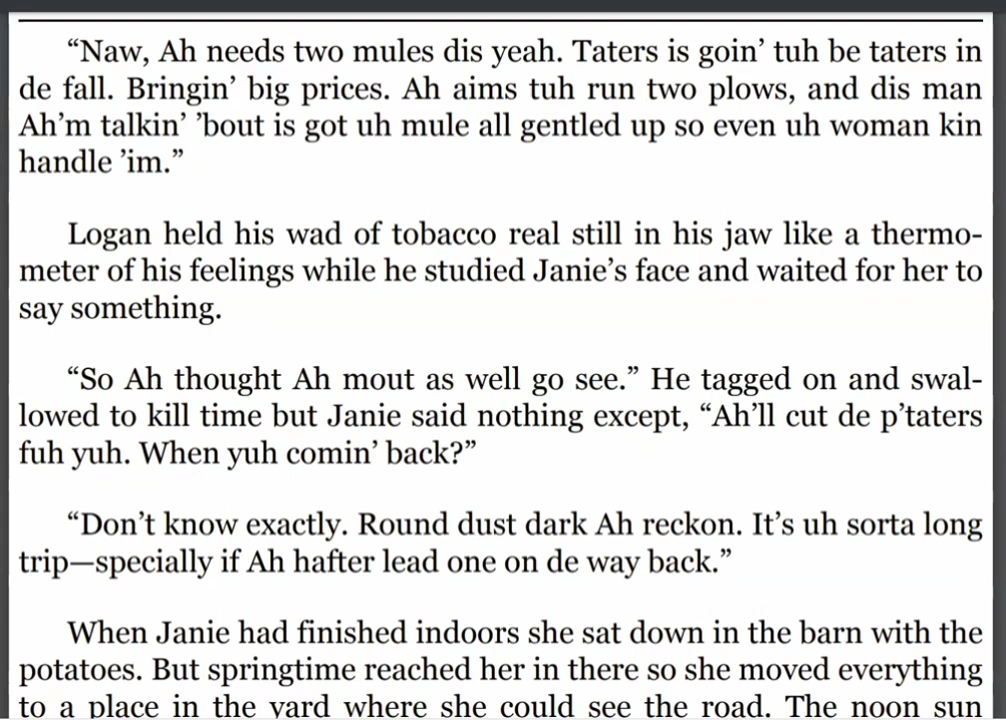 “Naw, Ah needs two mules dis yeah. Taters is goin’ tuh be taters in
de fall. Bringin’ big prices. Ah aims tuh run two plows, and dis man
Ah’m talkin’ ’bout is got uh mule all gentled up so even uh woman kin
handle ’im.”
Logan held his wad of tobacco real still in his jaw like a thermo-
meter of his feelings while he studied Janie’s face and waited for her to
say something.
“So Ah thought Ah mout as well go see.” He tagged on and swal-
lowed to kill time but Janie said nothing except, “Ah’ll cut de p’taters
fuh yuh. When yuh comin’ back?”
“Don’t know exactly. Round dust dark Ah reckon. It’s uh sorta long
trip—specially if Ah hafter lead one on de way back.”
When Janie had finished indoors she sat down in the barn with the
potatoes. But springtime reached her in there so she moved everything
to a place in the yard where she could see the road. The noon sun